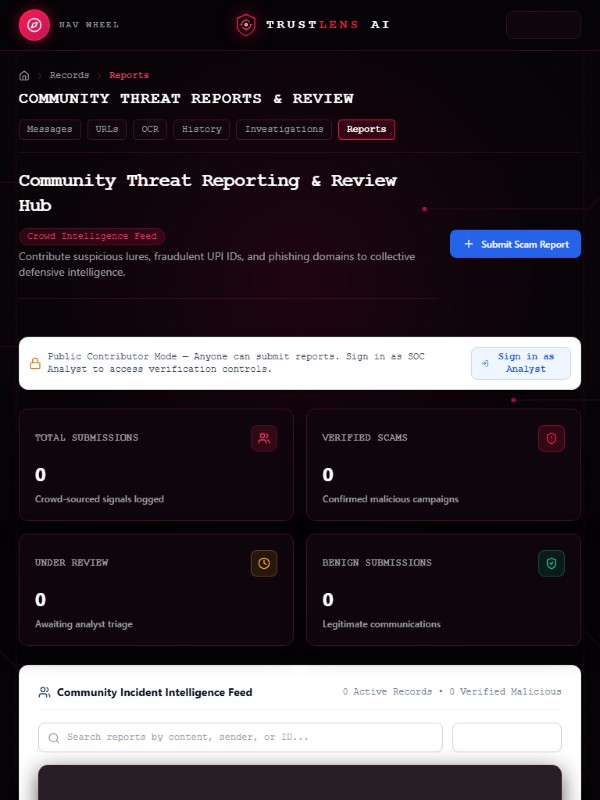 NAV WHEEL
TRUSTLENS AI
Records
Reports
COMMUNITY THREAT REPORTS & REVIEW
Messages
URLs
OCR
History
Investigations
Reports
Community Threat Reporting & Review
Hub
Crowd Intelligence Feed
Contribute suspicious lures, fraudulent UPI IDs, and phishing domains to collective
defensive intelligence.
Submit Scam Report
Public Contributor Mode — Anyone can submit reports. Sign in as SOC
Analyst to access verification controls.
Sign in as
Analyst
TOTAL SUBMISSIONS
0
Crowd-sourced signals logged
VERIFIED SCAMS
0
Confirmed malicious campaigns
UNDER REVIEW
0
Awaiting analyst triage
BENIGN SUBMISSIONS
0
Legitimate communications
Community Incident Intelligence Feed
0 Active Records • 0 Verified Malicious
Search reports by content, sender, or ID...